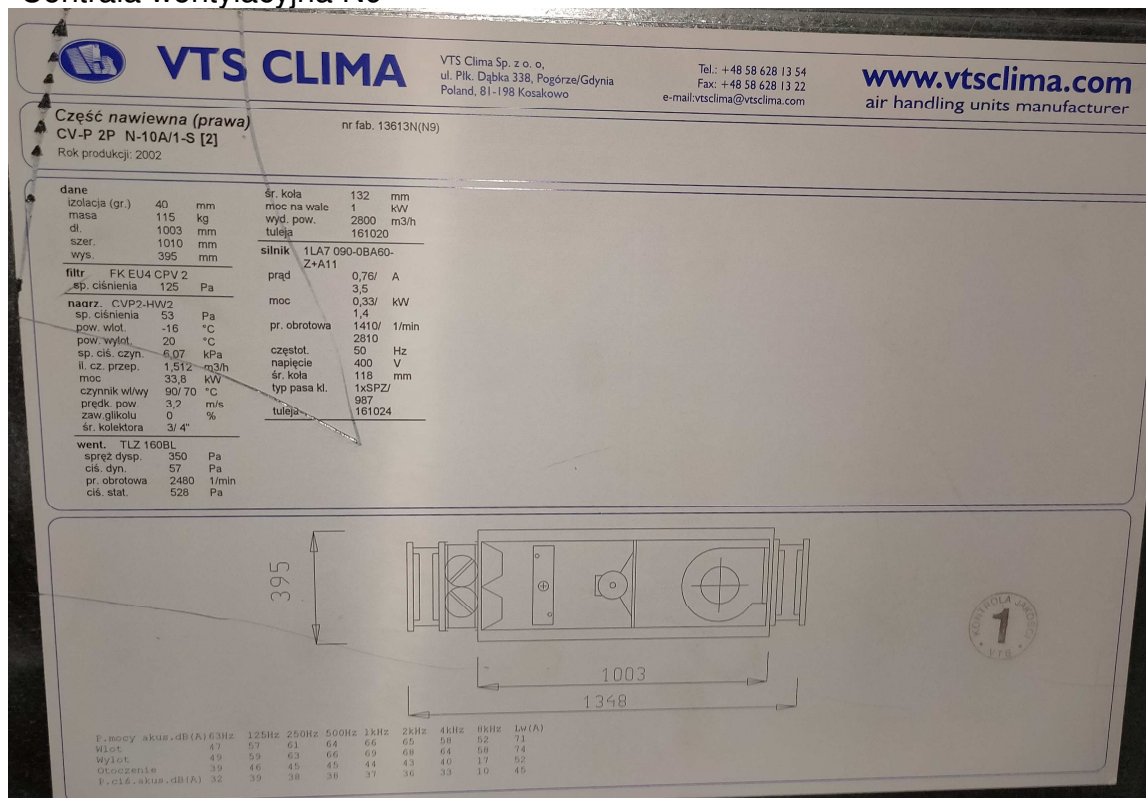 Centrala wentylacyjna N9
VTS CLIMA
VTS Clima Sp. z o. o,
ul. Płk. Dąbka 338, Pogórze/Gdynia
Poland, 81-198 Kosakowo
Tel.: +48 58 628 13 54
Fax: +48 58 628 13 22
e-mail:vtsclima@vtsclima.com
www.vtsclima.com
air handling units manufacturer
Część nawiewna (prawa)
nr fab. 13613N(N9)
CV-P 2P N-10A/1-S [2]
Rok produkcji: 2002
dane
izolacja (gr.) 40 mm
masa 115 kg
dł. 1003 mm
szer. 1010 mm
wys. 395 mm
filtr FK EU4 CPV 2
sp. ciśnienia 125 Pa
nagrz. CVP2-HW2
sp. ciśnienia 53 Pa
pow. wlot. -16 °C
pow. wylot. 20 °C
sp. ciś. czyn. 6,07 kPa
il. cz. przep. 1,512 m3/h
moc 33,8 kW
czynnik wl/wy 90/ 70 °C
prędk. pow 3,2 m/s
zaw.glikolu 0 %
śr. kolektora 3/ 4"
went. TLZ 160BL
spręż dysp. 350 Pa
ciś. dyn. 57 Pa
pr. obrotowa 2480 1/min
ciś. stat. 528 Pa
śr. koła 132 mm
moc na wale 1 kW
wyd. pow. 2800 m3/h
tuleja 161020
silnik 1LA7 090-0BA60-
Z+A11
prąd 0,76/ A
3,5
moc 0,33/ kW
1,4
pr. obrotowa 1410/ 1/min
2810
częstot. 50 Hz
napięcie 400 V
śr. koła 118 mm
typ pasa kl. 1xSPZ/
987
tuleja 161024
395
1003
1348
KONTROLA JAKOŚCI
1
VTS
P.mocy akus.dB(A) 63Hz 125Hz 250Hz 500Hz 1kHz 2kHz 4kHz 8kHz Lw(A)
Wlot 47 57 61 64 66 65 58 52 71
Wylot 49 59 63 66 69 68 64 58 74
Otoczenie 39 46 45 45 44 43 40 17 52
P.ciś.akus.dB(A) 32 39 38 38 37 36 33 10 45